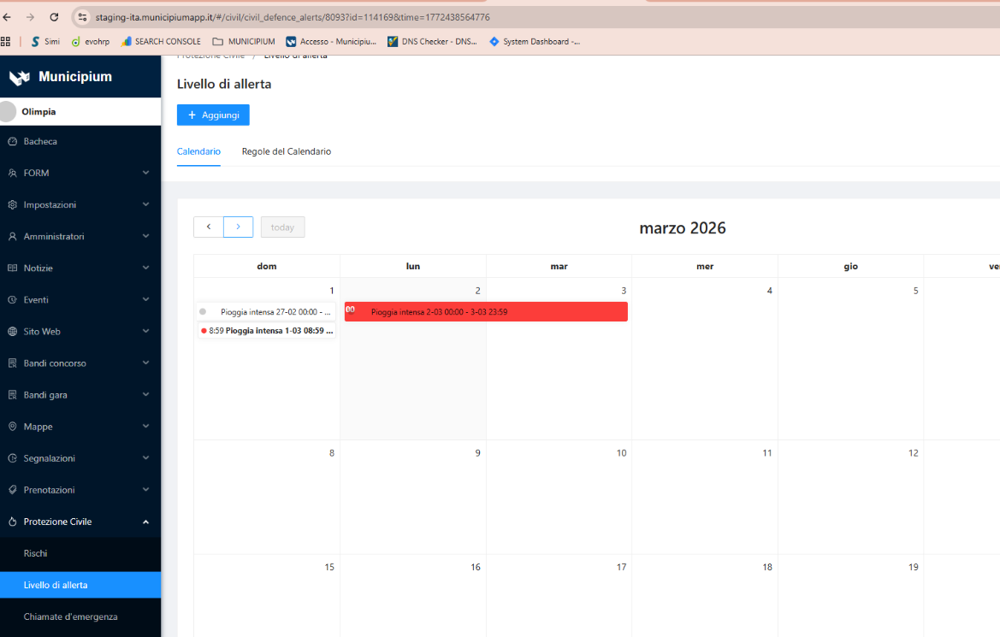 staging-ita.municipiumapp.it/#/civil/civil_defence_alerts/8093?id=114169&time=1772438564776
Simi
evohrp
SEARCH CONSOLE
MUNICIPIUM
Accesso - Municipiu...
DNS Checker - DNS...
System Dashboard -...
Municipium
Olimpia
Bacheca
FORM
Impostazioni
Amministratori
Notizie
Eventi
Sito Web
Bandi concorso
Bandi gara
Mappe
Segnalazioni
Prenotazioni
Protezione Civile
Rischi
Livello di allerta
Chiamate d'emergenza
Protezione Civile / Livello di allerta
Livello di allerta
+ Aggiungi
Calendario Regole del Calendario
< > today
marzo 2026
dom lun mar mer gio
1 2 3 4 5
Pioggia intensa 27-02 00:00 - ...
00 Pioggia intensa 2-03 00:00 - 3-03 23:59
8:59 Pioggia intensa 1-03 08:59 ...
8 9 10 11 12
15 16 17 18 19